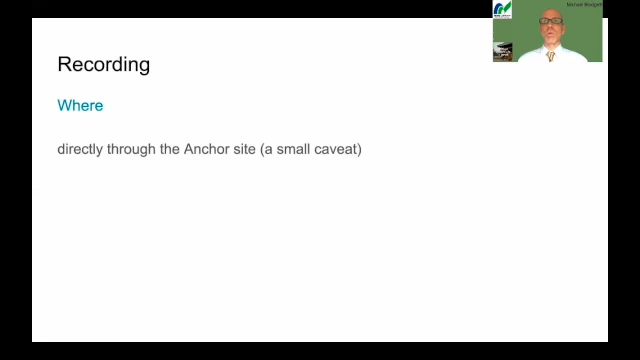 Recording
Where
directly through the Anchor site (a small caveat)